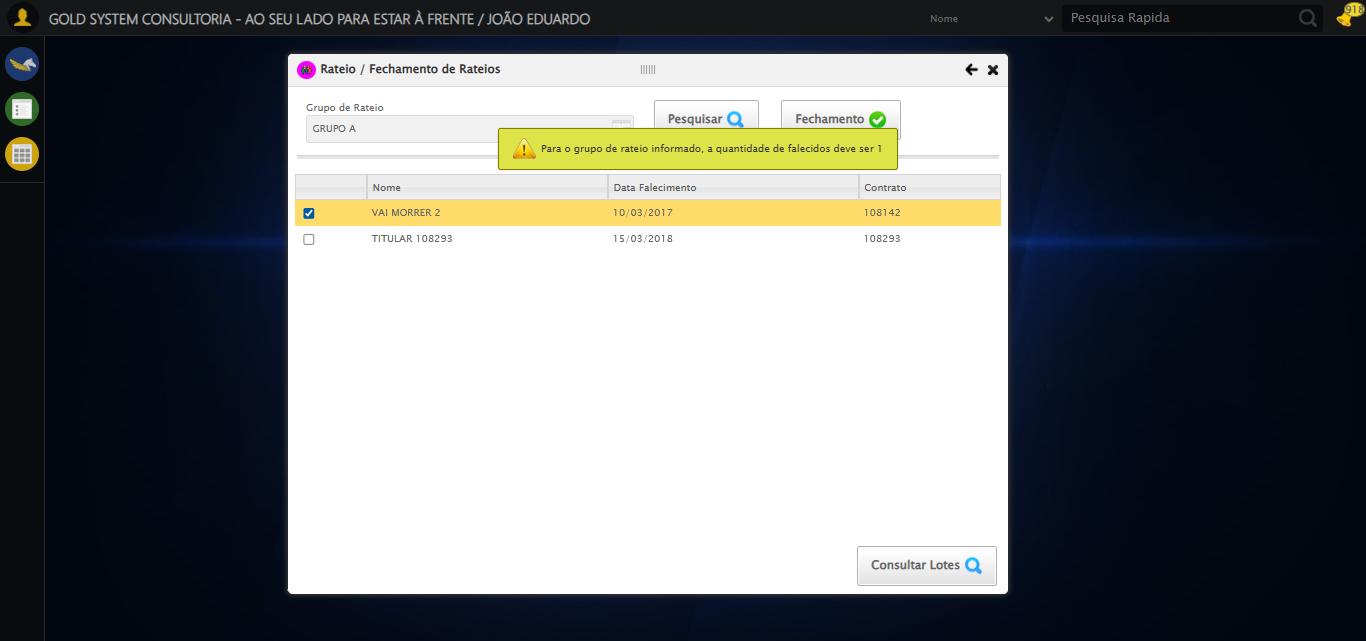 GOLD SYSTEM CONSULTORIA - AO SEU LADO PARA ESTAR À FRENTE / JOÃO EDUARDO
Nome
Pesquisa Rapida
918
Rateio / Fechamento de Rateios
Grupo de Rateio
GRUPO A
Pesquisar
Fechamento
Para o grupo de rateio informado, a quantidade de falecidos deve ser 1
Nome Data Falecimento Contrato
VAI MORRER 2 10/03/2017 108142
TITULAR 108293 15/03/2018 108293
Consultar Lotes